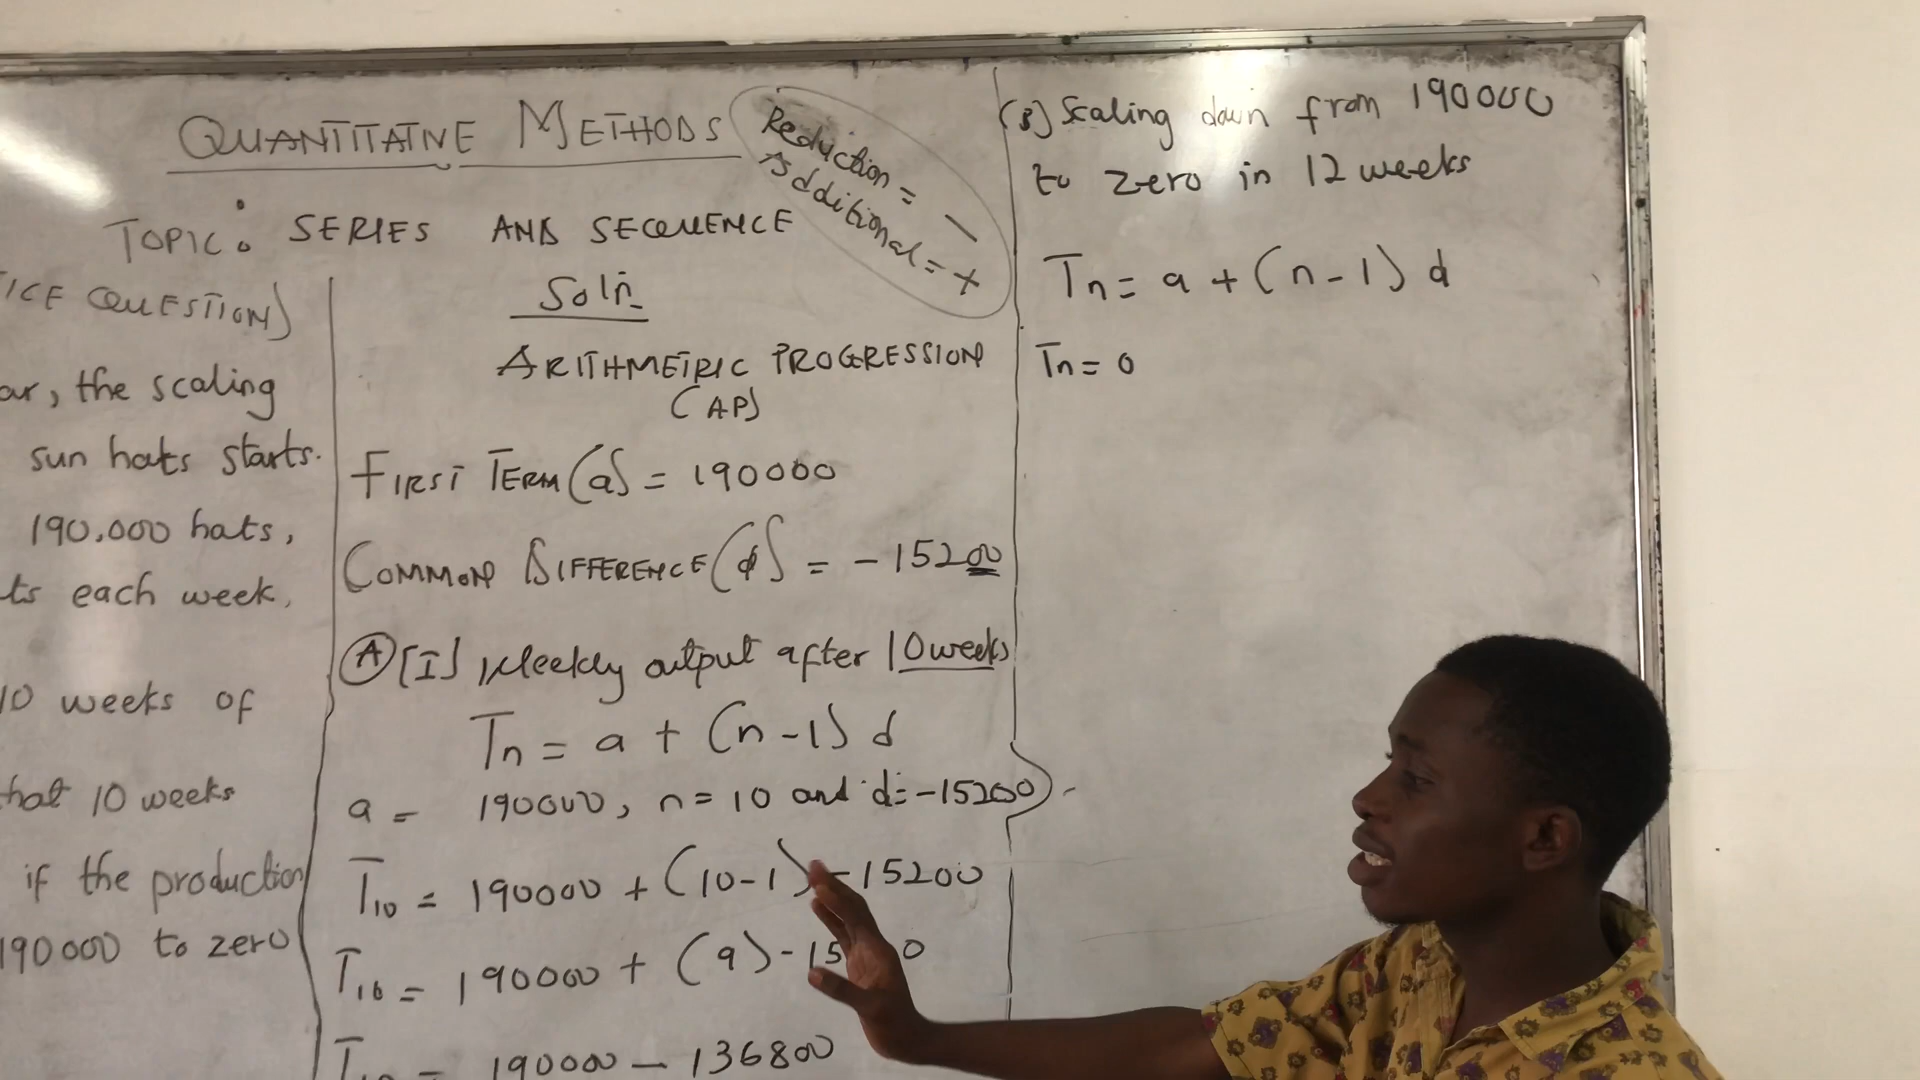 QUANTITATIVE METHODS
Reduction = -
Additional = +
TOPIC: SERIES AND SEQUENCE
ICE QUESTION)
ar, the scaling
sun hats starts.
190,000 hats,
ts each week.
10 weeks of
hat 10 weeks
if the production
190000 to zero
Soln
ARITHMETRIC PROGRESSION
(AP)
FIRST TERM (a) = 190000
COMMON DIFFERENCE (d) = -15200
(A) [I] Weekly output after 10 weeks
Tn = a + (n-1) d
a = 190000, n = 10 and d = -15200
T10 = 190000 + (10-1) -15200
T10 = 190000 + (9) -15 0
T10 = 190000 - 136800
(B) Scaling down from 190000
to zero in 12 weeks
Tn = a + (n-1) d
Tn = 0